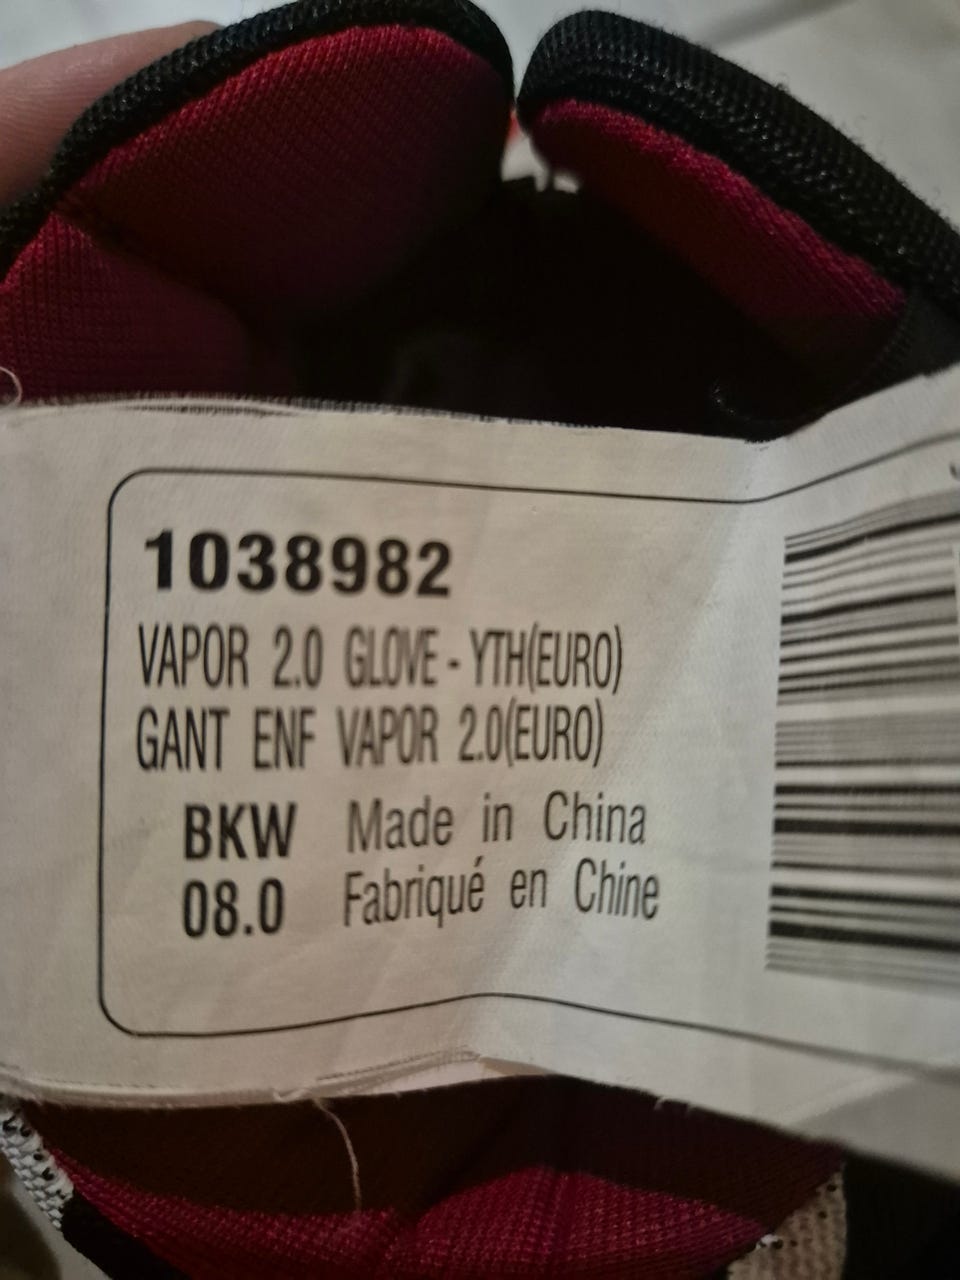 1038982
VAPOR 2.0 GLOVE - YTH(EURO)
GANT ENF VAPOR 2.0(EURO)
BKW Made in China
08.0 Fabriqué en Chine